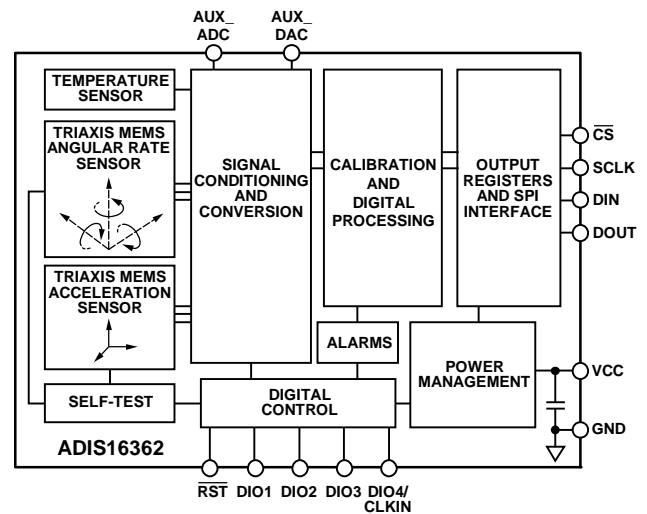 AUX_
ADC
AUX_
DAC
TEMPERATURE
SENSOR
TRIAXIS MEMS
ANGULAR RATE
SENSOR
SIGNAL
CONDITIONING
AND
CONVERSION
CALIBRATION
AND
DIGITAL
PROCESSING
OUTPUT
REGISTERS
AND SPI
INTERFACE
CS
SCLK
DIN
DOUT
TRIAXIS MEMS
ACCELERATION
SENSOR
ALARMS
POWER
MANAGEMENT
VCC
SELF-TEST
DIGITAL
CONTROL
GND
ADIS16362
RST
DIO1
DIO2
DIO3
DIO4/
CLKIN